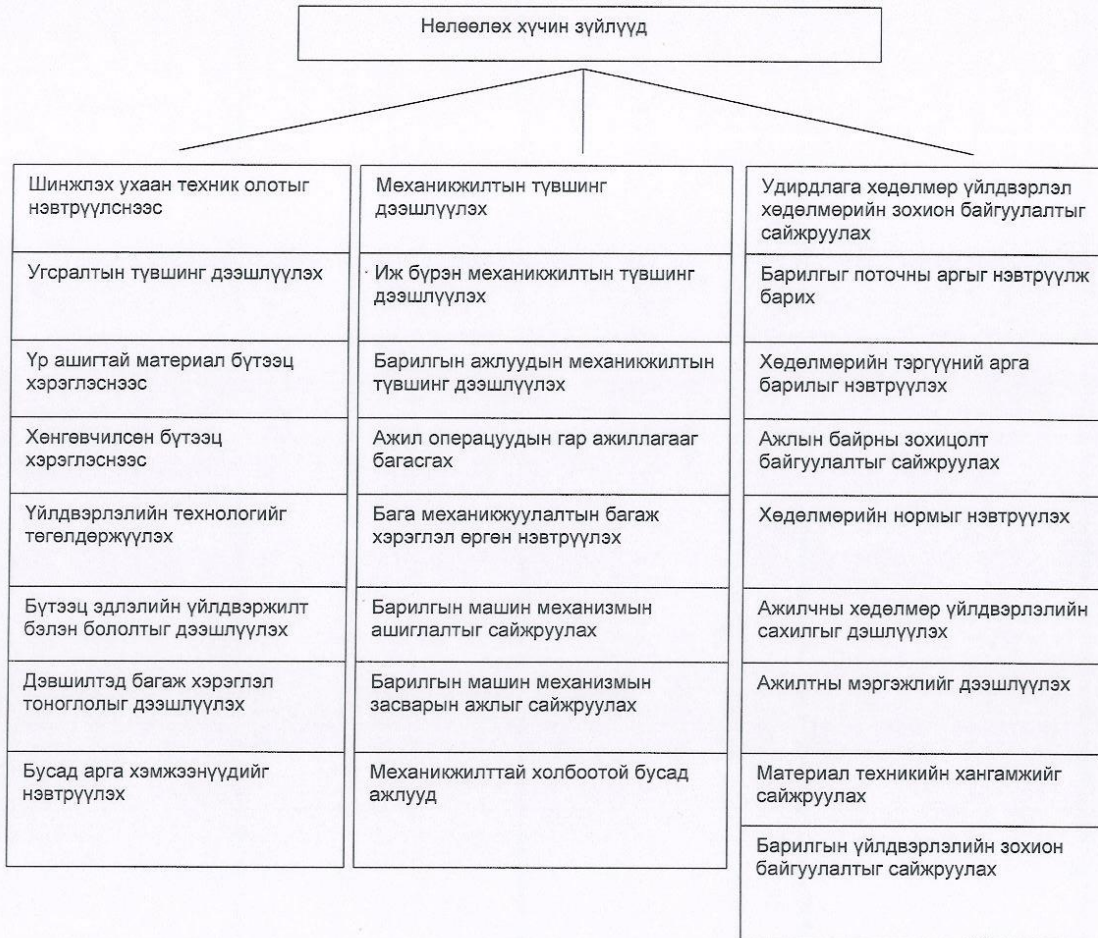 Нөлөөлөх хүчин зүйлүүд
Шинжлэх ухаан техник олотыг
нэвтрүүлснээс
Угсралтын түвшинг дээшлүүлэх
Үр ашигтай материал бүтээц
хэрэглэснээс
Хөнгөвчилсөн бүтээц
хэрэглэснээс
Үйлдвэрлэлийн технологийг
төгөлдөржүүлэх
Бүтээц эдлэлийн үйлдвэржилт
бэлэн бололтыг дээшлүүлэх
Дэвшилтэд багаж хэрэглэл
тоноглолыг дээшлүүлэх
Бусад арга хэмжээнүүдийг
нэвтрүүлэх
Механикжилтын түвшинг
дээшлүүлэх
Иж бүрэн механикжилтын түвшинг
дээшлүүлэх
Барилгын ажлуудын механикжилтын
түвшинг дээшлүүлэх
Ажил операцуудын гар ажиллагааг
багасгах
Бага механикжуулалтын багаж
хэрэглэл өргөн нэвтрүүлэх
Барилгын машин механизмын
ашиглалтыг сайжруулах
Барилгын машин механизмын
засварын ажлыг сайжруулах
Механикжилттай холбоотой бусад
ажлууд
Удирдлага хөдөлмөр үйлдвэрлэл
хөдөлмөрийн зохион байгуулалтыг
сайжруулах
Барилгыг поточны аргыг нэвтрүүлж
барих
Хөдөлмөрийн тэргүүний арга
барилыг нэвтрүүлэх
Ажлын байрны зохицолт
байгуулалтыг сайжруулах
Хөдөлмөрийн нормыг нэвтрүүлэх
Ажилчны хөдөлмөр үйлдвэрлэлийн
сахилгыг дэшлүүлэх
Ажилтны мэргэжлийг дээшлүүлэх
Материал техникийн хангамжийг
сайжруулах
Барилгын үйлдвэрлэлийн зохион
байгуулалтыг сайжруулах